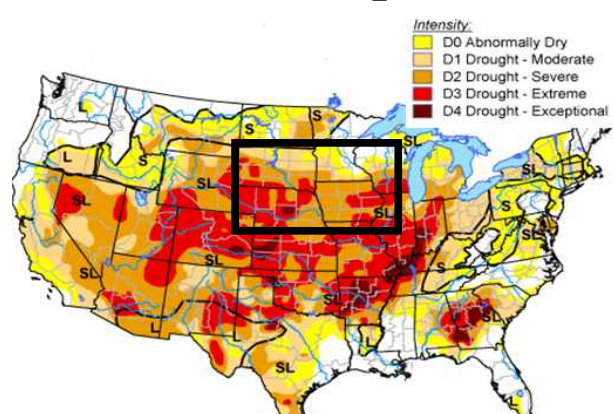 Intensity:
D0 Abnormally Dry
D1 Drought - Moderate
D2 Drought - Severe
D3 Drought - Extreme
D4 Drought - Exceptional
L
S
S
SL
L
S
SL
SL
S
SL
SL
SL
SL
S
SL
SL
SL
L
L
L
SL